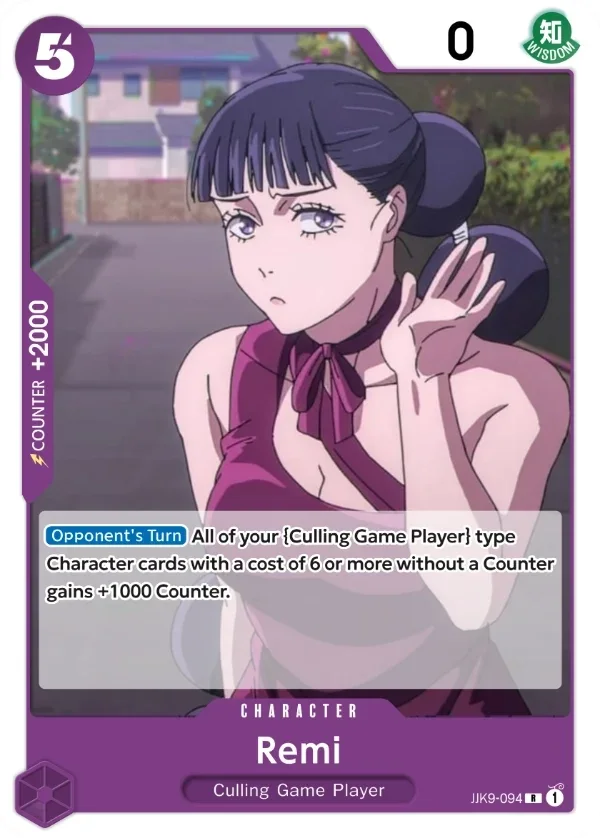 5
0
知
WISDOM
COUNTER +2000
Opponent's Turn All of your {Culling Game Player} type
Character cards with a cost of 6 or more without a Counter
gains +1000 Counter.
CHARACTER
Remi
Culling Game Player
JJK9-094 R 1